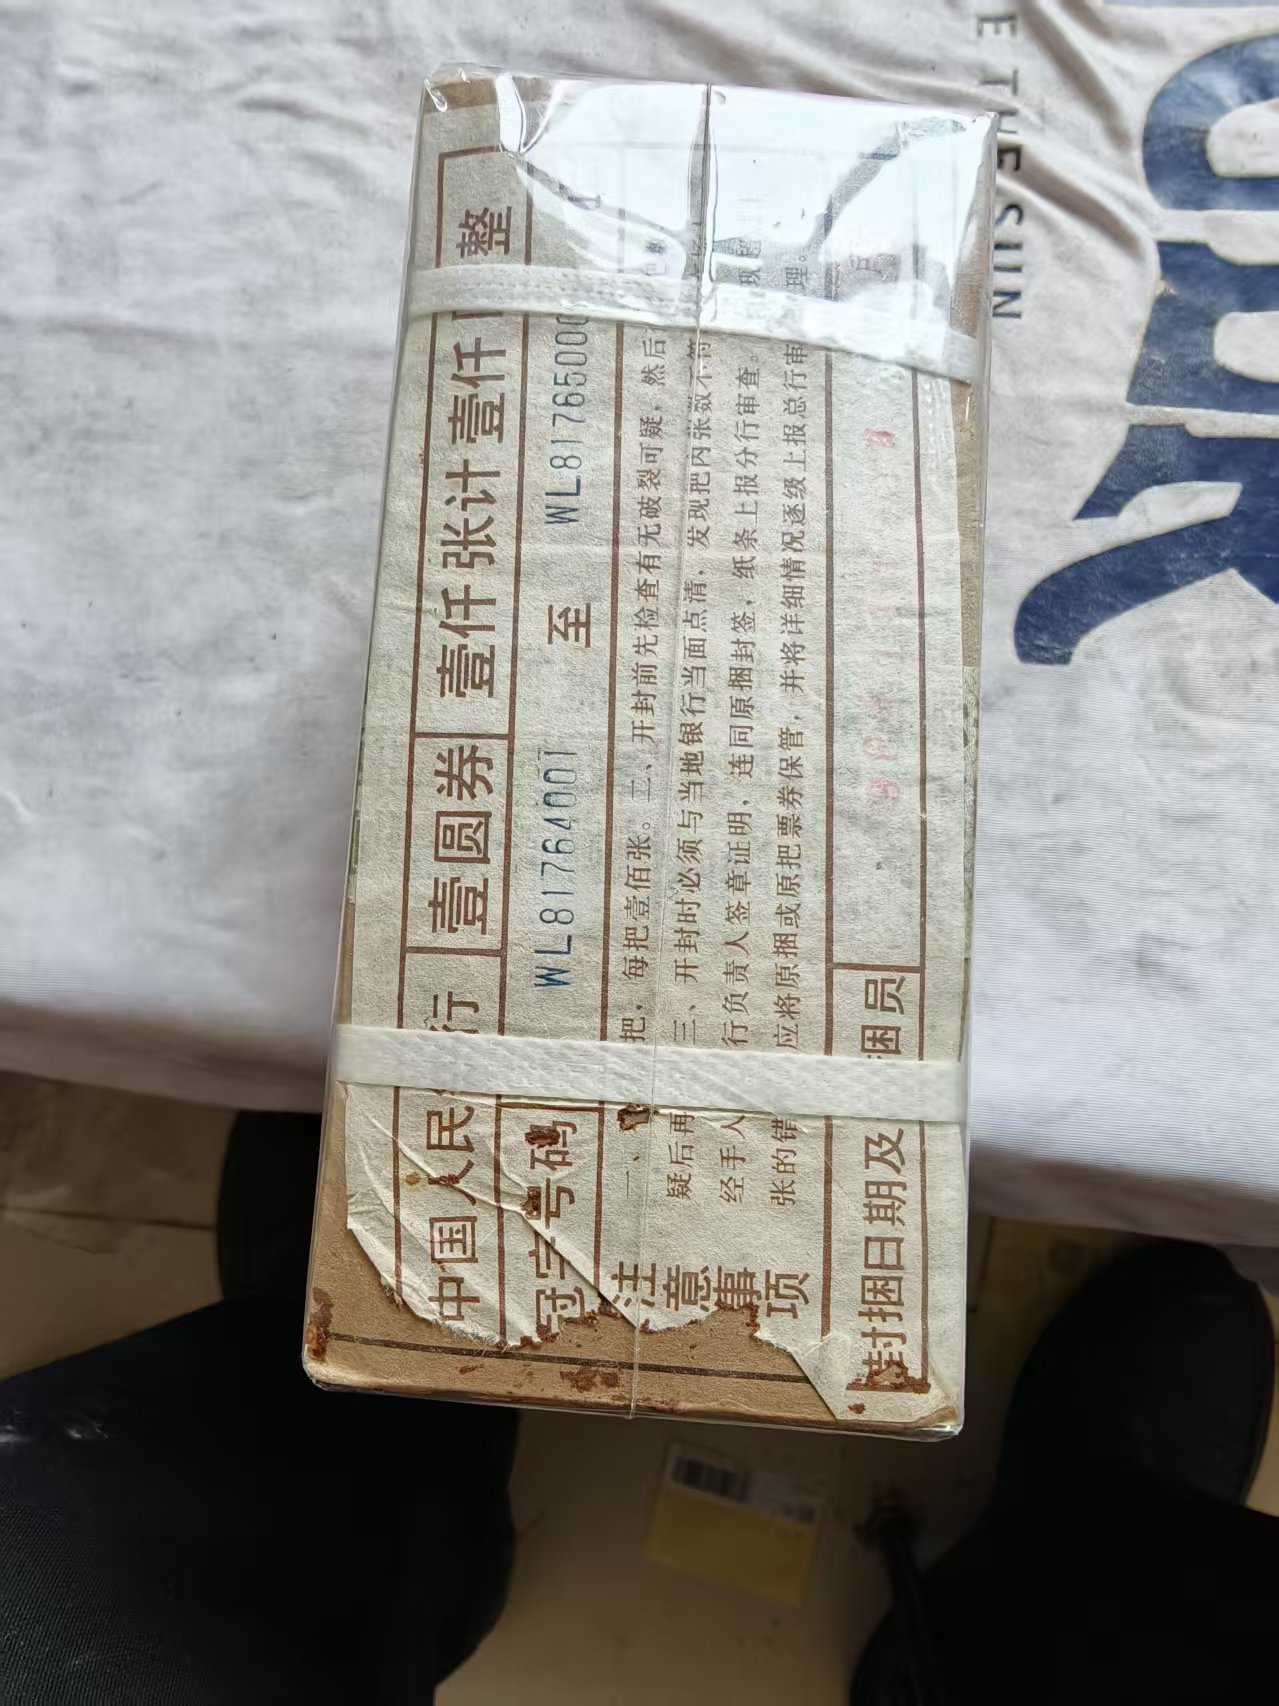 中国人民 行 壹圆券 壹仟张计壹仟 整
冠字号码 WL81764001 至 WL8176500
注意事项
一、 把，每把壹佰张。二、开封前先检查有无破裂可疑，然后
疑后再 三、开封时必须与当地银行当面点清，发现把内张数不符
经手人 行负责人签章证明，连同原捆封签，纸条上报分行审查。 现
张的错 应将原捆或原把票券保管，并将详细情况逐级上报总行审 理。
封捆日期及 捆员
E THE SUN